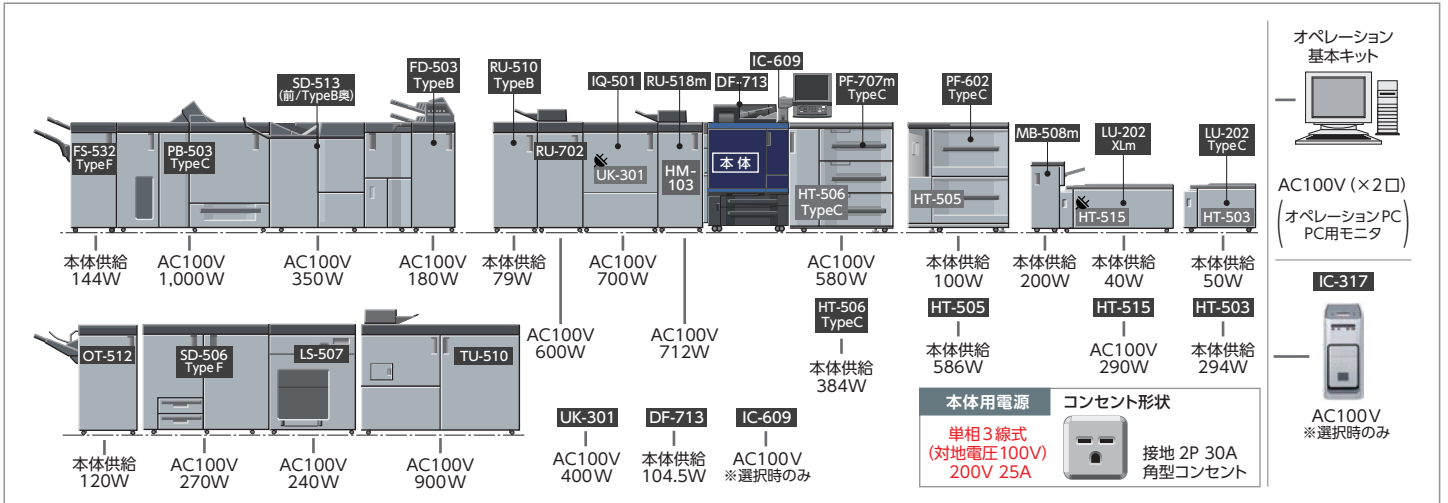 FS-532
TypeF
PB-503
TypeC
SD-513
(前/TypeB奥)
FD-503
TypeB
RU-510
TypeB
RU-702
IQ-501
UK-301
RU-518m
HM-
103
DF-713
IC-609
本体
PF-707m
TypeC
HT-506
TypeC
PF-602
TypeC
HT-505
MB-508m
LU-202
XLm
HT-515
LU-202
TypeC
HT-503
オペレーション
基本キット
AC100V (×2口)
(オペレーションPC
PC用モニタ)
本体供給
144W
AC100V
1,000W
AC100V
350W
AC100V
180W
本体供給
79W
AC100V
600W
AC100V
700W
AC100V
712W
AC100V
580W
HT-506
TypeC
本体供給
384W
本体供給
100W
HT-505
本体供給
586W
本体供給
200W
本体供給
40W
HT-515
AC100V
290W
本体供給
50W
HT-503
本体供給
294W
IC-317
AC100V
※選択時のみ
OT-512
SD-506
TypeF
LS-507
TU-510
本体供給
120W
AC100V
270W
AC100V
240W
AC100V
900W
UK-301
AC100V
400W
DF-713
本体供給
104.5W
IC-609
AC100V
※選択時のみ
本体用電源
単相3線式
(対地電圧100V)
200V 25A
コンセント形状
接地 2P 30A
角型コンセント